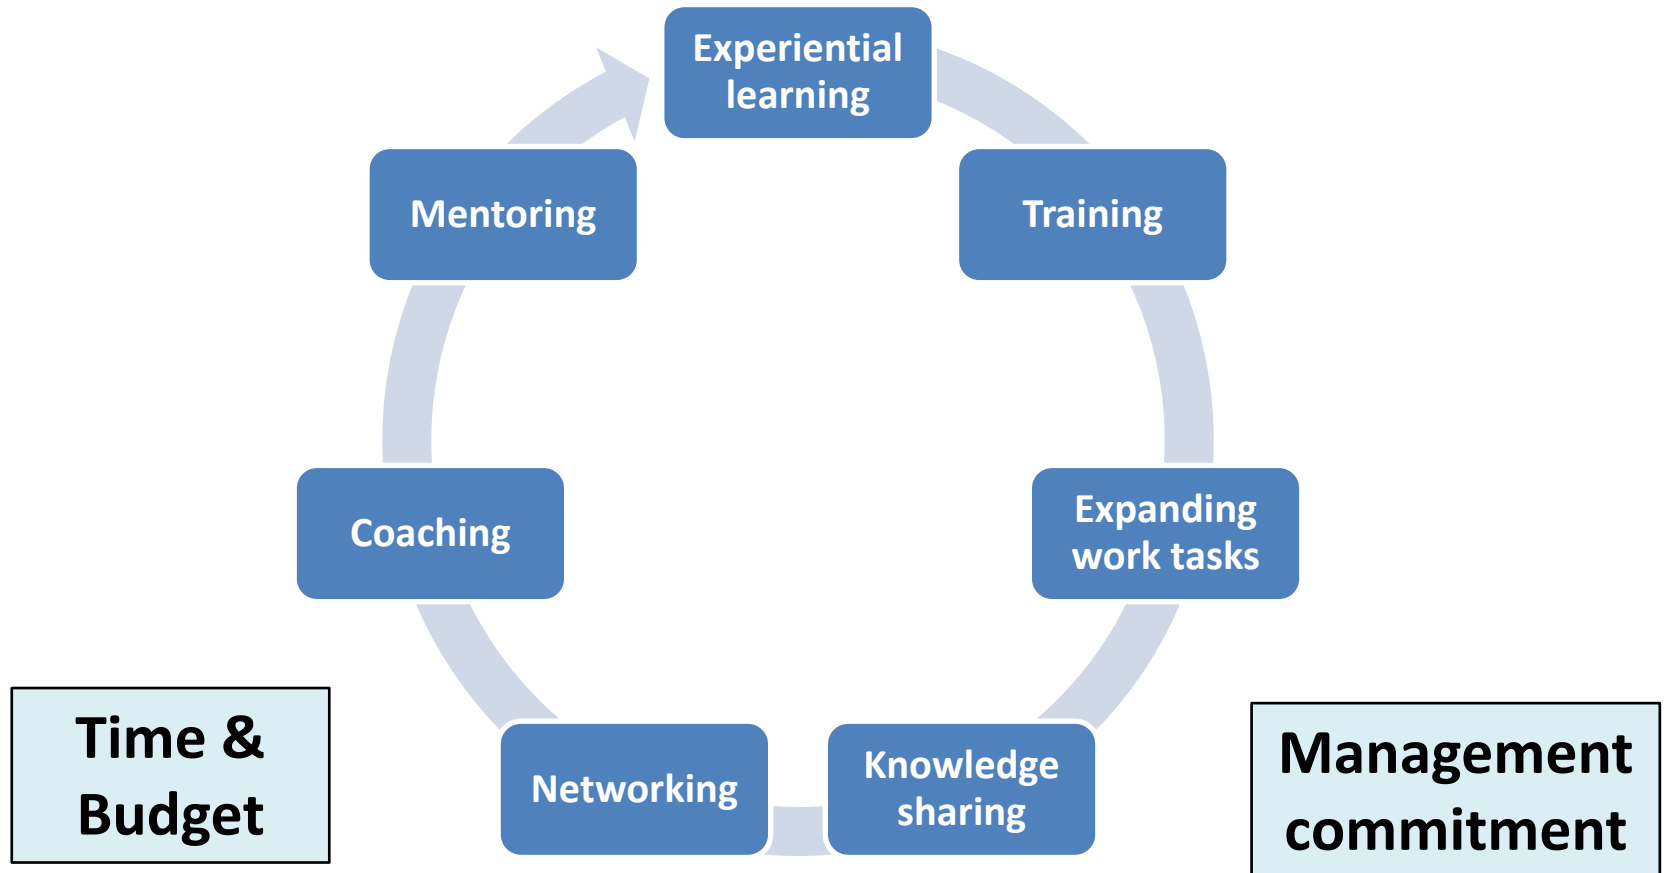 Experiential
learning
Training
Expanding
work tasks
Knowledge
sharing
Networking
Coaching
Mentoring
Time &
Budget
Management
commitment